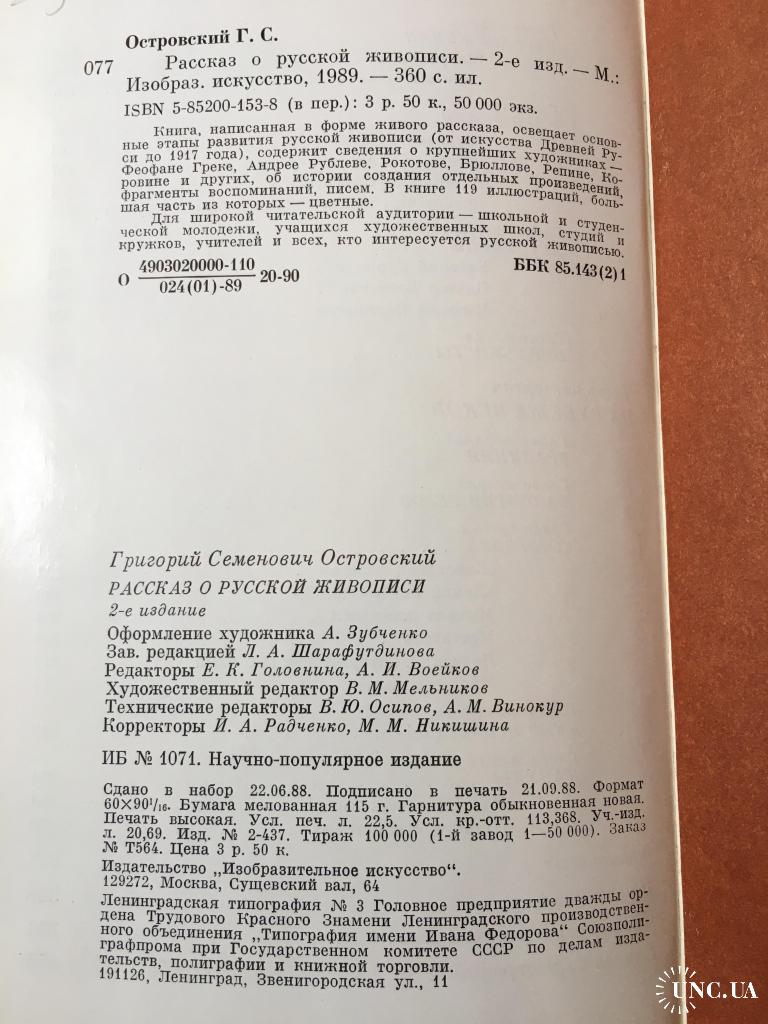 Островский Г. С.
077
Рассказ о русской живописи. — 2-е изд. — М.:
Изобраз. искусство, 1989. — 360 с. ил.
ISBN 5-85200-153-8 (в пер.): 3 р. 50 к., 50 000 экз.
Книга, написанная в форме живого рассказа, освещает основ-
ные этапы развития русской живописи (от искусства Древней Ру-
си до 1917 года), содержит сведения о крупнейших художниках —
Феофане Греке, Андрее Рублеве, Рокотове, Брюллове, Репине, Ко-
ровине и других, об истории создания отдельных произведений,
фрагменты воспоминаний, писем. В книге 119 иллюстраций, боль-
шая часть из которых — цветные.
Для широкой читательской аудитории — школьной и студен-
ческой молодежи, учащихся художественных школ, студий и
кружков, учителей и всех, кто интересуется русской живописью.
О 4903020000-110 / 024(01)-89 20-90 ББК 85.143(2)1
Григорий Семенович Островский
РАССКАЗ О РУССКОЙ ЖИВОПИСИ
2-е издание
Оформление художника А. Зубченко
Зав. редакцией Л. А. Шарафутдинова
Редакторы Е. К. Головнина, А. И. Воейков
Художественный редактор В. М. Мельников
Технические редакторы В. Ю. Осипов, А. М. Винокур
Корректоры И. А. Радченко, М. М. Никишина
ИБ № 1071. Научно-популярное издание
Сдано в набор 22.06.88. Подписано в печать 21.09.88. Формат
60×90¹/₁₆. Бумага мелованная 115 г. Гарнитура обыкновенная новая.
Печать высокая. Усл. печ. л. 22,5. Усл. кр.-отт. 113,368. Уч.-изд.
л. 20,69. Изд. № 2-437. Тираж 100 000 (1-й завод 1—50 000). Заказ
№ Т564. Цена 3 р. 50 к.
Издательство „Изобразительное искусство“.
129272, Москва, Сущевский вал, 64
Ленинградская типография № 3 Головное предприятие дважды ор-
дена Трудового Красного Знамени Ленинградского производствен-
ного объединения „Типография имени Ивана Федорова“ Союзполи-
графпрома при Государственном комитете СССР по делам изда-
тельств, полиграфии и книжной торговли.
191126, Ленинград, Звенигородская ул., 11
UNC.UA